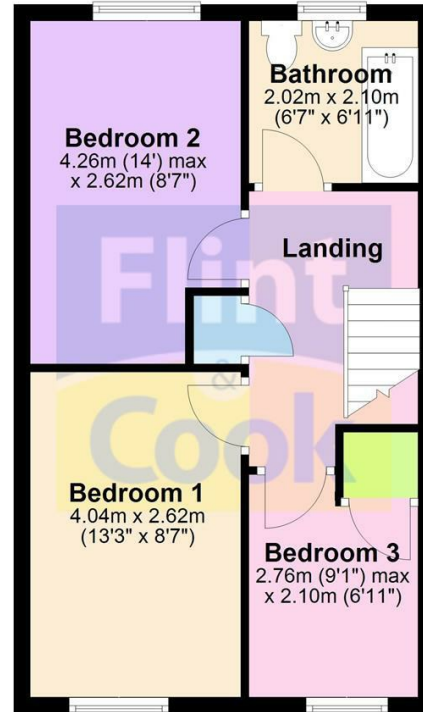 Bathroom
2.02m x 2.10m
(6'7" x 6'11")
Bedroom 2
4.26m (14') max
x 2.62m (8'7")
Landing
Flint
&
Cook
Bedroom 1
4.04m x 2.62m
(13'3" x 8'7")
Bedroom 3
2.76m (9'1") max
x 2.10m (6'11")